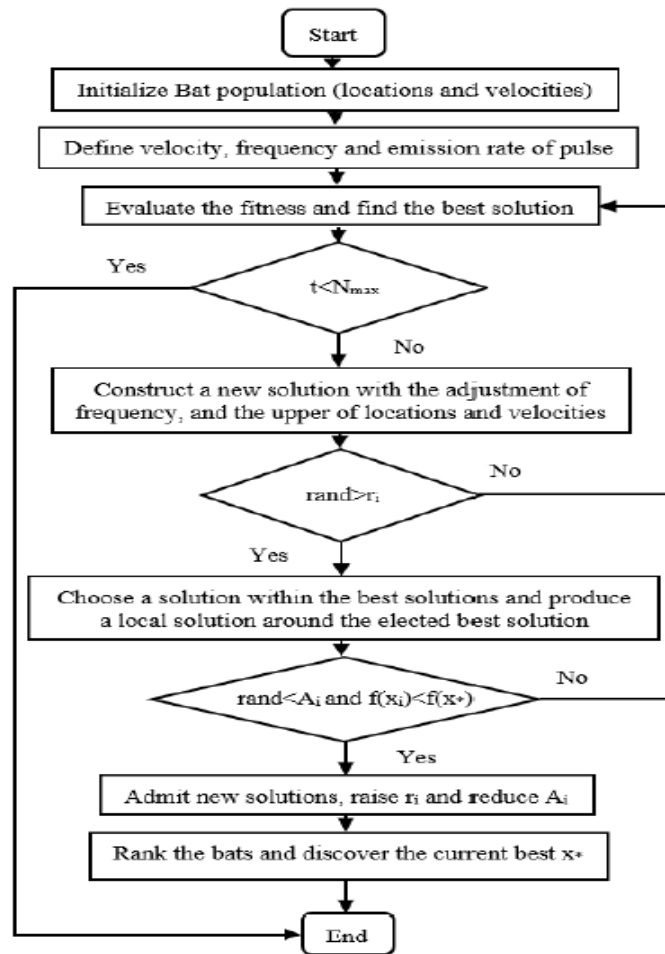 Start
Initialize Bat population (locations and velocities)
Define velocity, frequency and emission rate of pulse
Evaluate the fitness and find the best solution
Yes
t<Nmax
No
Construct a new solution with the adjustment of
frequency, and the upper of locations and velocities
No
rand>ri
Yes
Choose a solution within the best solutions and produce
a local solution around the elected best solution
No
rand<Ai and f(xi)<f(x*)
Yes
Admit new solutions, raise ri and reduce Ai
Rank the bats and discover the current best x*
End